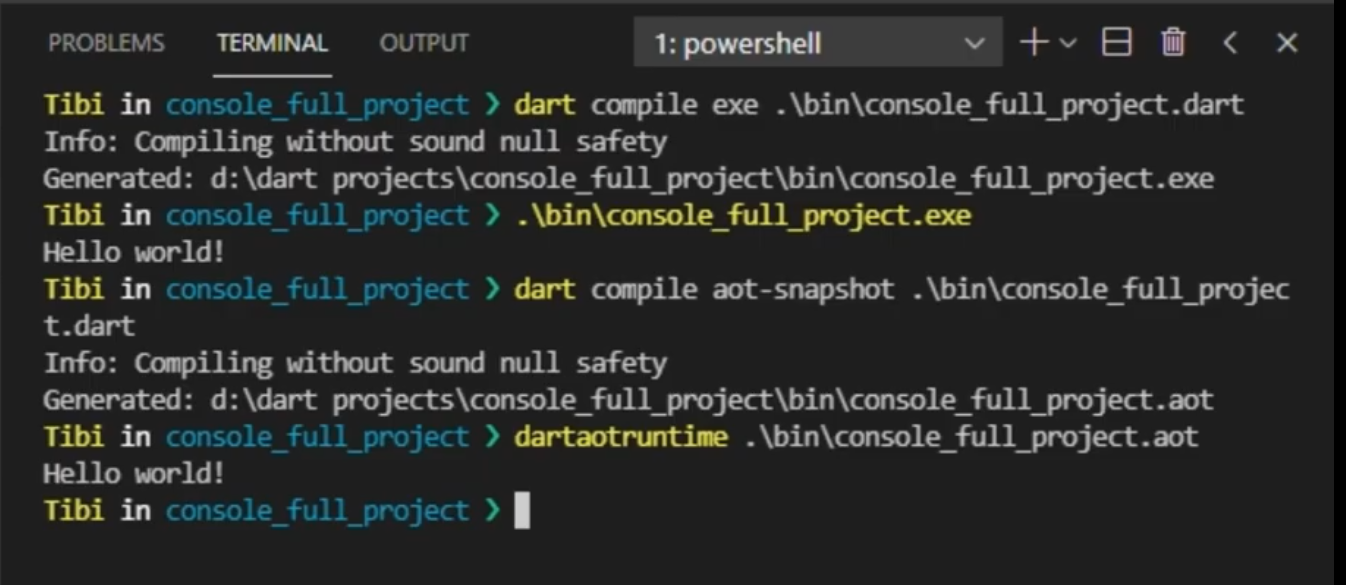 PROBLEMS TERMINAL OUTPUT 1: powershell
Tibi in console_full_project ❯ dart compile exe .\bin\console_full_project.dart
Info: Compiling without sound null safety
Generated: d:\dart projects\console_full_project\bin\console_full_project.exe
Tibi in console_full_project ❯ .\bin\console_full_project.exe
Hello world!
Tibi in console_full_project ❯ dart compile aot-snapshot .\bin\console_full_projec
t.dart
Info: Compiling without sound null safety
Generated: d:\dart projects\console_full_project\bin\console_full_project.aot
Tibi in console_full_project ❯ dartaotruntime .\bin\console_full_project.aot
Hello world!
Tibi in console_full_project ❯